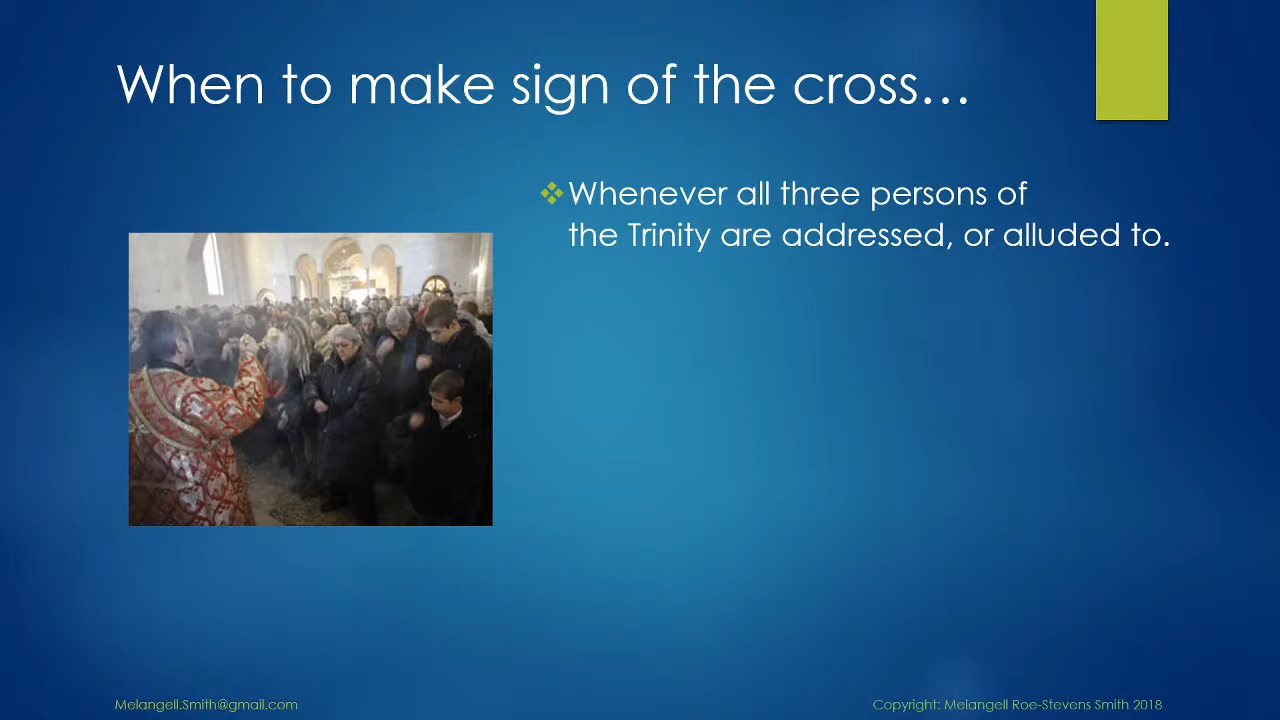 When to make sign of the cross…
Whenever all three persons of
the Trinity are addressed, or alluded to.
Melangell.Smith@gmail.com
Copyright: Melangell Roe-Stevens Smith 2018